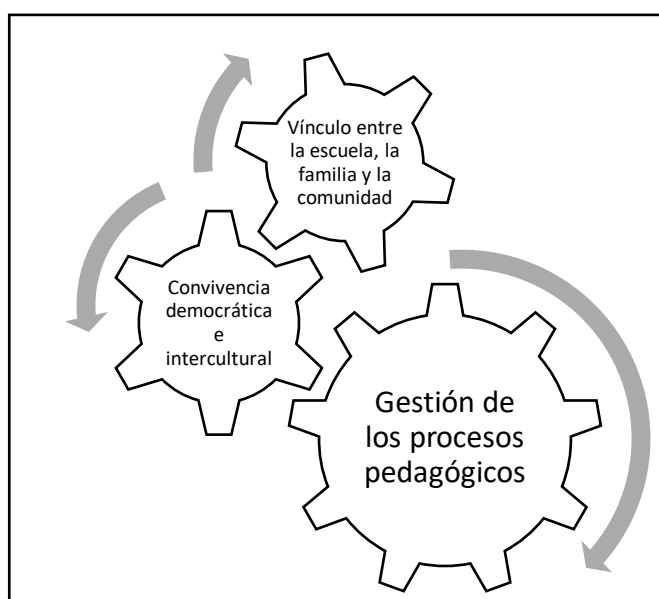 Vínculo entre
la escuela, la
familia y la
comunidad
Convivencia
democrática
e
intercultural
Gestión de
los procesos
pedagógicos